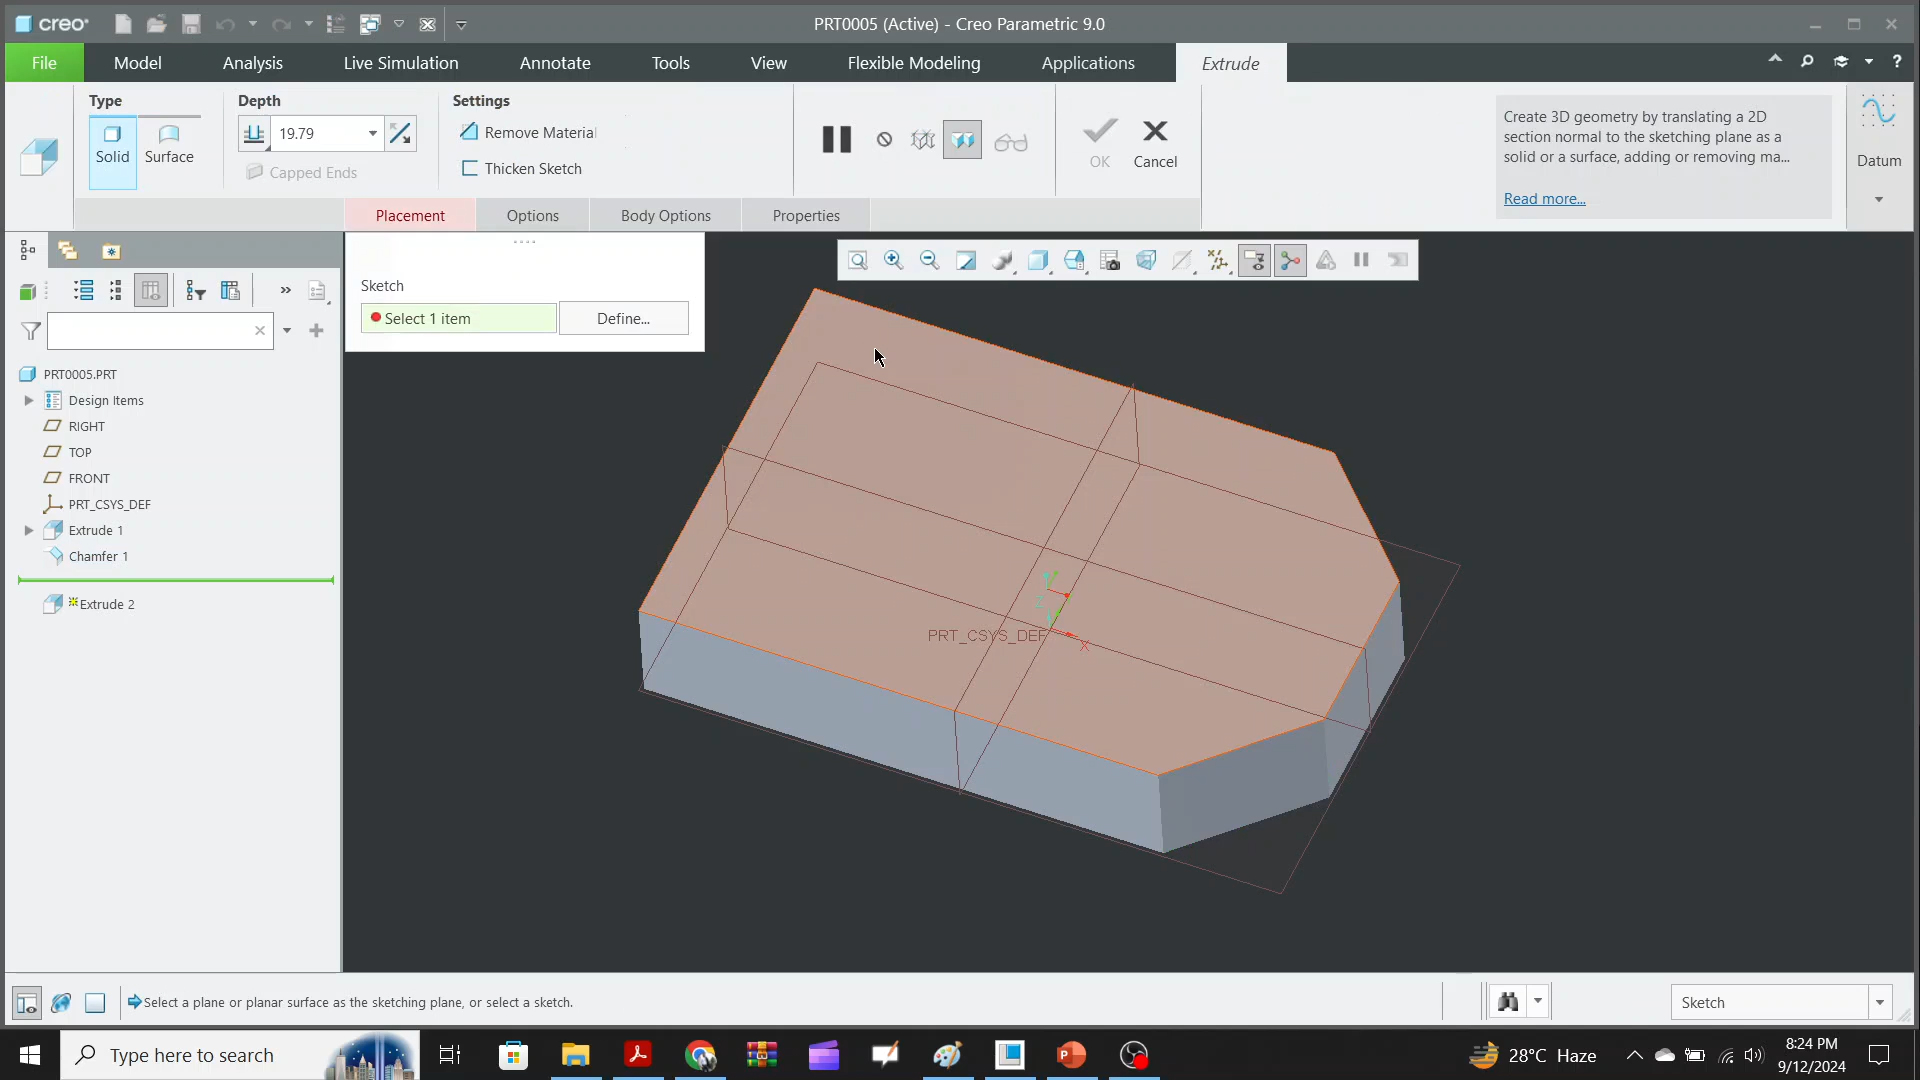 creo PRT0005 (Active) - Creo Parametric 9.0
File Model Analysis Live Simulation Annotate Tools View Flexible Modeling Applications Extrude ?
Type Depth Settings
Solid Surface 19.79 Remove Material
Capped Ends Thicken Sketch
OK Cancel
Create 3D geometry by translating a 2D
section normal to the sketching plane as a
solid or a surface, adding or removing ma...
Read more...
Datum
Placement Options Body Options Properties
Sketch
Select 1 item Define...
PRT0005.PRT
Design Items
RIGHT
TOP
FRONT
PRT_CSYS_DEF
Extrude 1
Chamfer 1
Extrude 2
Y
Z
PRT_CSYS_DEF
X
Select a plane or planar surface as the sketching plane, or select a sketch.
Sketch
Type here to search
28°C Haze
8:24 PM
9/12/2024